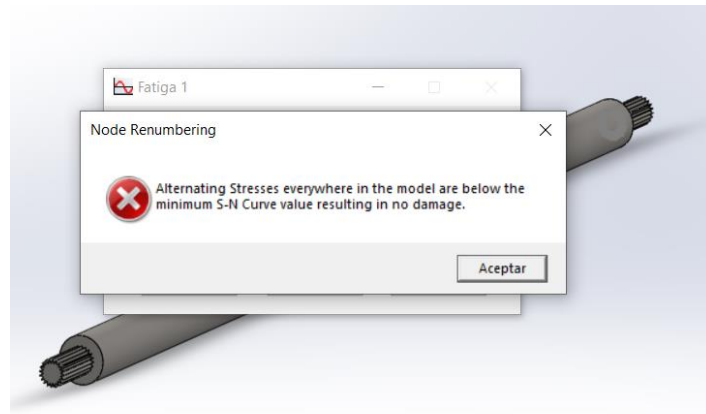 Fatiga 1
Node Renumbering
Alternating Stresses everywhere in the model are below the
minimum S-N Curve value resulting in no damage.
Aceptar